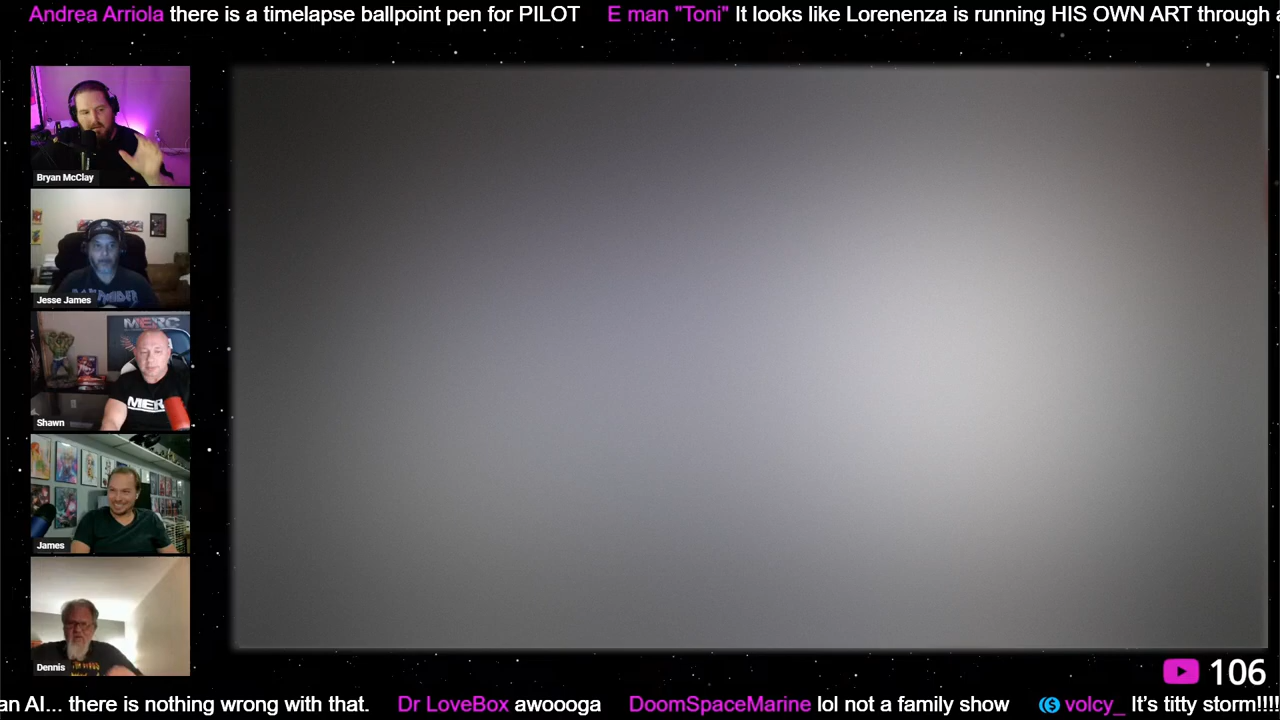 Andrea Arriola there is a timelapse ballpoint pen for PILOT E man "Toni" It looks like Lorenenza is running HIS OWN ART through a
Bryan McClay
Jesse James
MERC
MERC
Shawn
James
Dennis
106
an AI... there is nothing wrong with that. Dr LoveBox awoooga DoomSpaceMarine lol not a family show volcy_ It's titty storm!!!!